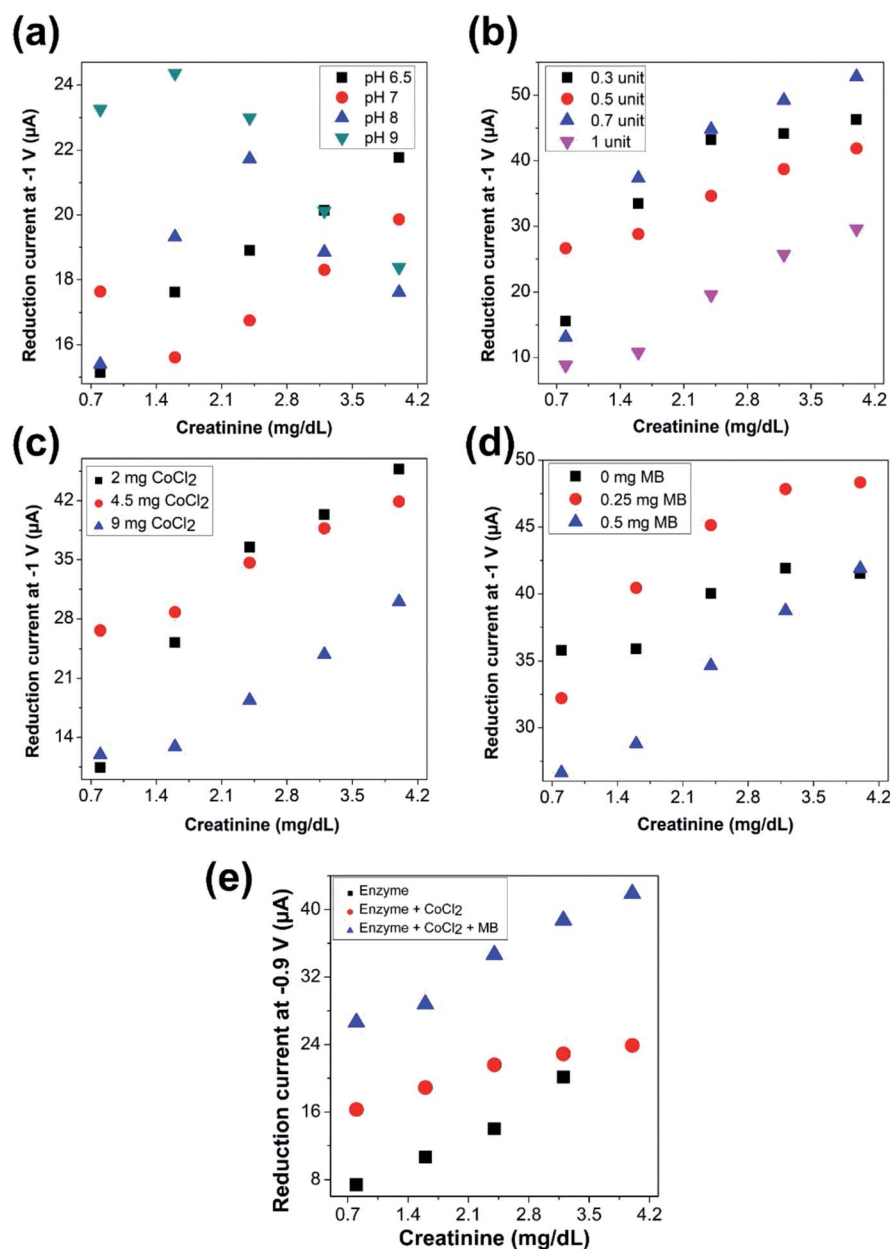 (a)
pH 6.5
pH 7
pH 8
pH 9
24
22
20
18
16
0.7 1.4 2.1 2.8 3.5 4.2
Reduction current at -1 V (µA)
Creatinine (mg/dL)
(b)
0.3 unit
0.5 unit
0.7 unit
1 unit
50
40
30
20
10
0.7 1.4 2.1 2.8 3.5 4.2
Reduction current at -1 V (µA)
Creatinine (mg/dL)
(c)
2 mg CoCl2
4.5 mg CoCl2
9 mg CoCl2
42
35
28
21
14
0.7 1.4 2.1 2.8 3.5 4.2
Reduction current at -1 V (µA)
Creatinine (mg/dL)
(d)
0 mg MB
0.25 mg MB
0.5 mg MB
50
45
40
35
30
0.7 1.4 2.1 2.8 3.5 4.2
Reduction current at -1 V (µA)
Creatinine (mg/dL)
(e)
Enzyme
Enzyme + CoCl2
Enzyme + CoCl2 + MB
40
32
24
16
8
0.7 1.4 2.1 2.8 3.5 4.2
Reduction current at -0.9 V (µA)
Creatinine (mg/dL)